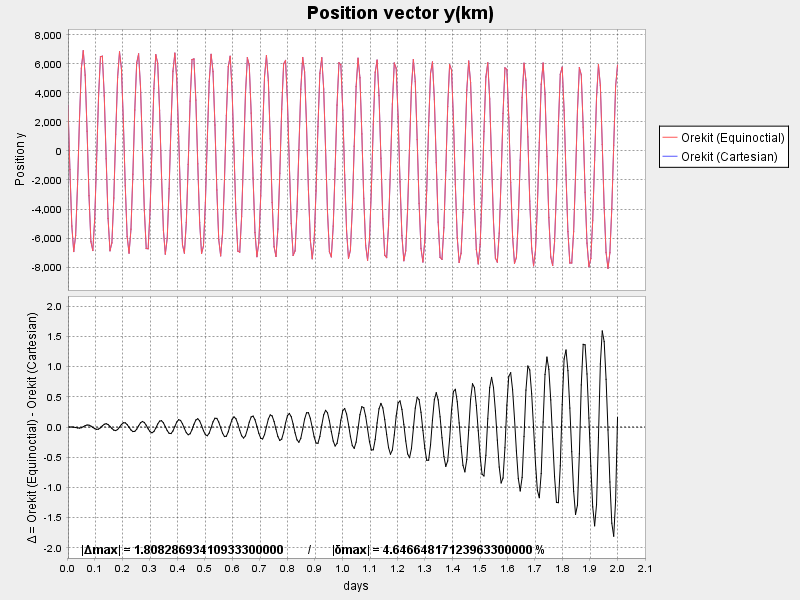 Position vector y(km)
8,000
6,000
4,000
2,000
0
-2,000
-4,000
-6,000
-8,000
Position y
Orekit (Equinoctial)
Orekit (Cartesian)
2.0
1.5
1.0
0.5
0.0
-0.5
-1.0
-1.5
-2.0
Δ = Orekit (Equinoctial) - Orekit (Cartesian)
|Δmax| = 1.80828693410933300000 / |δmax| = 4.64664817123963300000 %
0.0 0.1 0.2 0.3 0.4 0.5 0.6 0.7 0.8 0.9 1.0 1.1 1.2 1.3 1.4 1.5 1.6 1.7 1.8 1.9 2.0 2.1
days